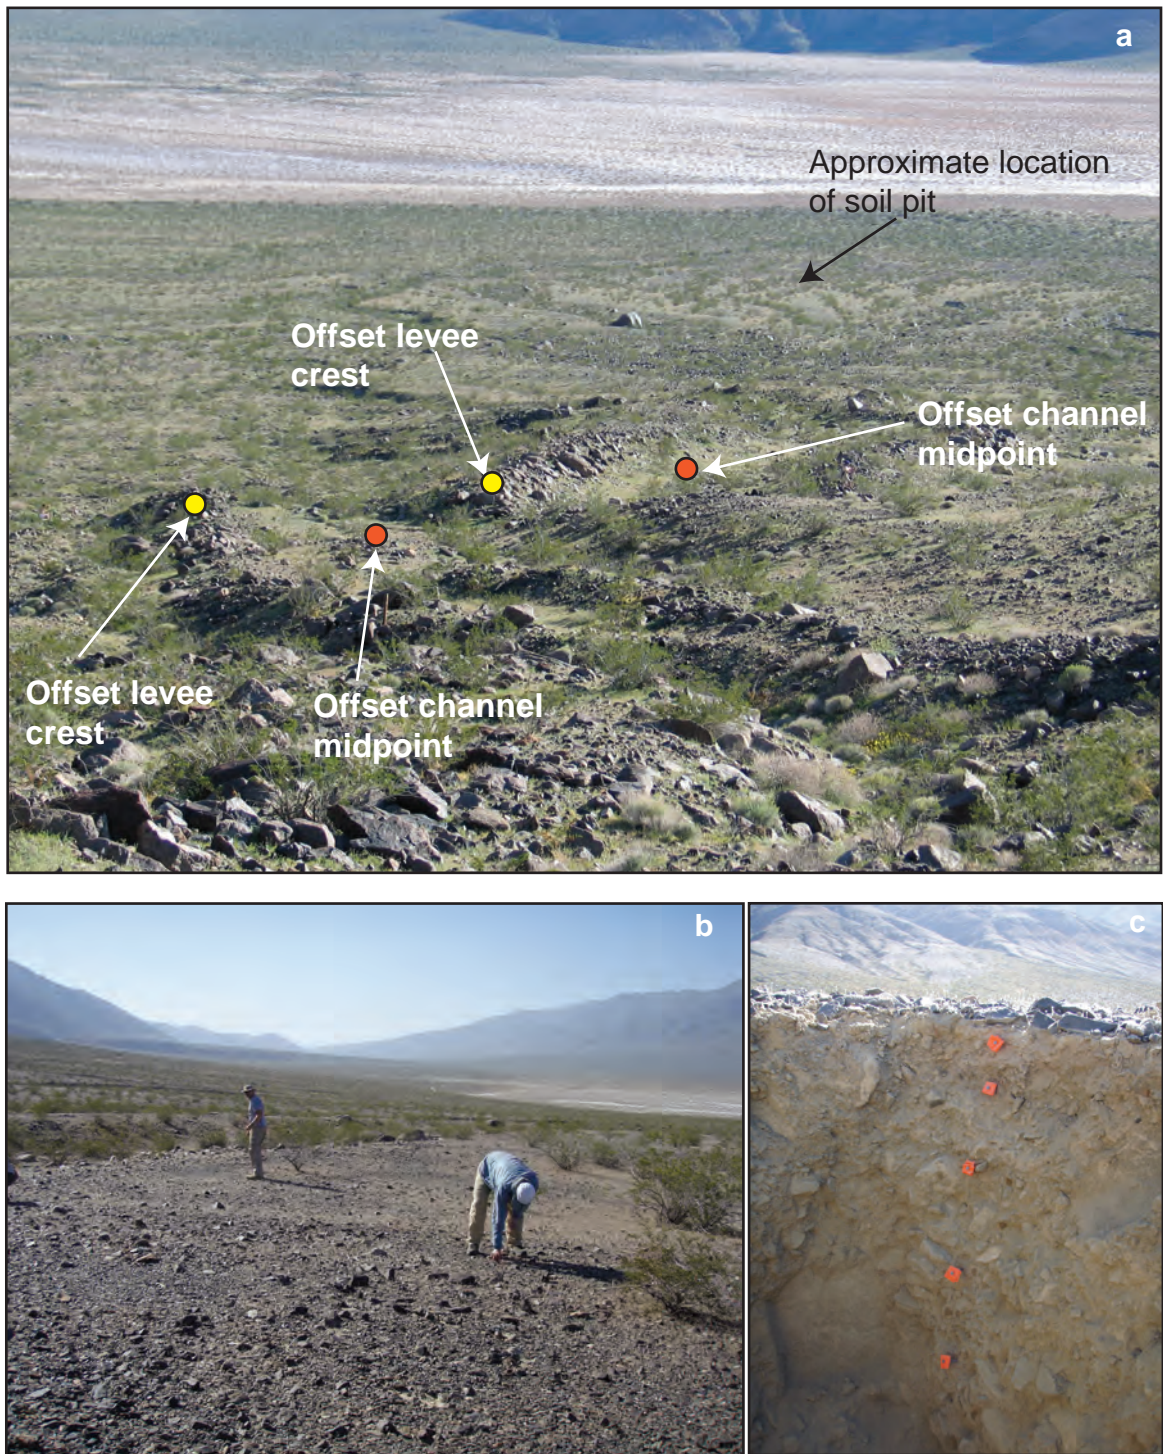 a
Approximate location
of soil pit
Offset levee
crest
Offset channel
midpoint
Offset levee
crest
Offset channel
midpoint
b
c